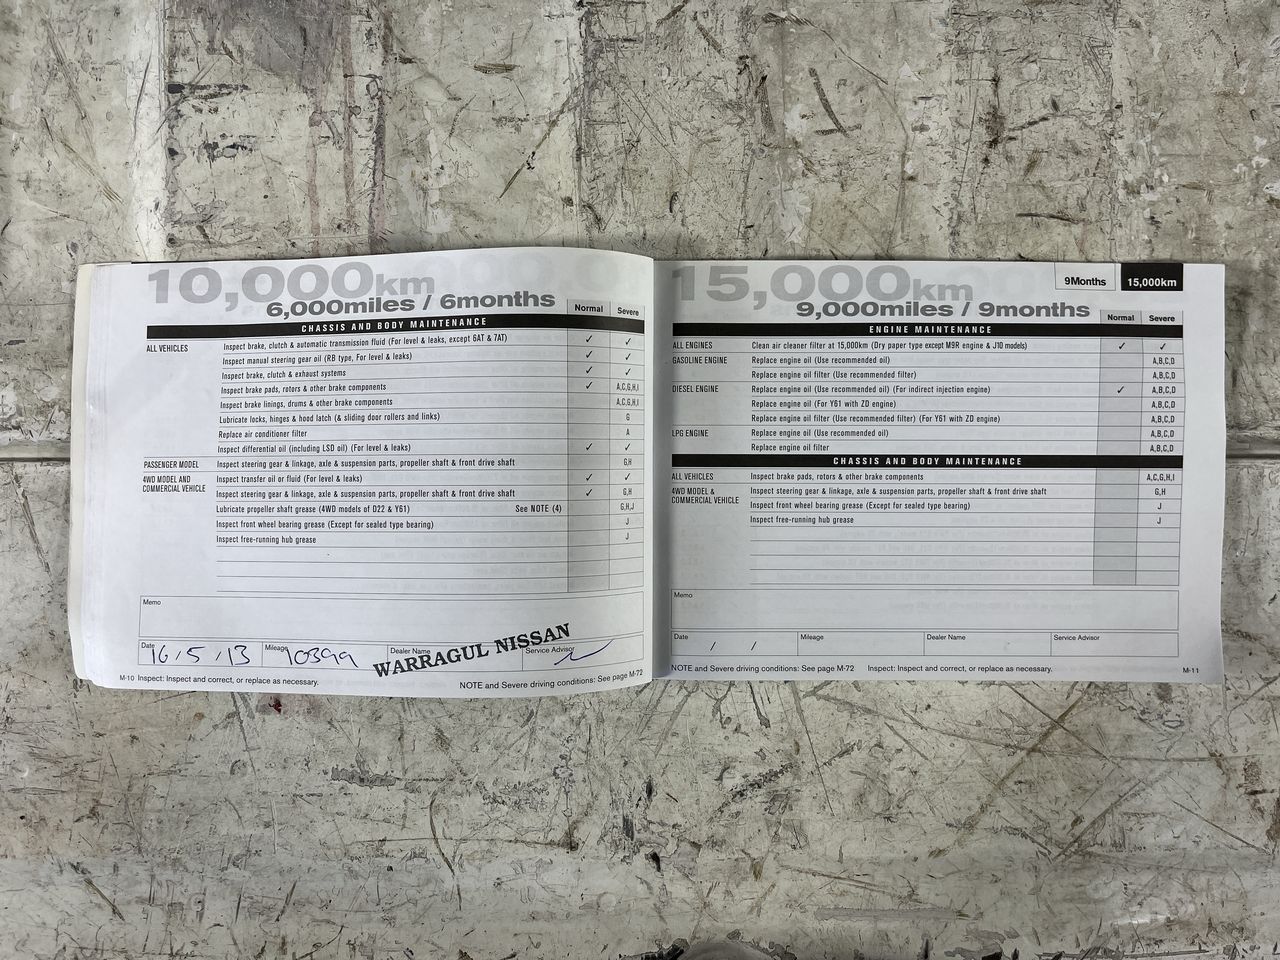 10,000km
6,000miles / 6months
Normal Severe
CHASSIS AND BODY MAINTENANCE
ALL VEHICLES Inspect brake, clutch & automatic transmission fluid (For level & leaks, except 6AT & 7AT) ✓ ✓
Inspect manual steering gear oil (RB type, For level & leaks) ✓ ✓
Inspect brake, clutch & exhaust systems ✓ ✓
Inspect brake pads, rotors & other brake components ✓ A,C,G,H,I
Inspect brake linings, drums & other brake components A,C,G,H,I
Lubricate locks, hinges & hood latch (& sliding door rollers and links) G
Replace air conditioner filter A
Inspect differential oil (including LSD oil) (For level & leaks) ✓ ✓
PASSENGER MODEL Inspect steering gear & linkage, axle & suspension parts, propeller shaft & front drive shaft G,H
4WD MODEL AND COMMERCIAL VEHICLE Inspect transfer oil or fluid (For level & leaks) ✓ ✓
Inspect steering gear & linkage, axle & suspension parts, propeller shaft & front drive shaft ✓ G,H
Lubricate propeller shaft grease (4WD models of D22 & Y61) See NOTE (4) G,H,J
Inspect front wheel bearing grease (Except for sealed type bearing) J
Inspect free-running hub grease J
Memo
Date 16/5/13 Mileage 10399 Dealer Name WARRAGUL NISSAN Service Advisor
M-10 Inspect: Inspect and correct, or replace as necessary. NOTE and Severe driving conditions: See page M-72
15,000km
9,000miles / 9months
9Months 15,000km
Normal Severe
ENGINE MAINTENANCE
ALL ENGINES Clean air cleaner filter at 15,000km (Dry paper type except M9R engine & J10 models) ✓ ✓
GASOLINE ENGINE Replace engine oil (Use recommended oil) A,B,C,D
Replace engine oil filter (Use recommended filter) A,B,C,D
DIESEL ENGINE Replace engine oil (Use recommended oil) (For indirect injection engine) ✓ A,B,C,D
Replace engine oil (For Y61 with ZD engine) A,B,C,D
Replace engine oil filter (Use recommended filter) (For Y61 with ZD engine) A,B,C,D
LPG ENGINE Replace engine oil (Use recommended oil) A,B,C,D
Replace engine oil filter A,B,C,D
CHASSIS AND BODY MAINTENANCE
ALL VEHICLES Inspect brake pads, rotors & other brake components A,C,G,H,I
4WD MODEL & COMMERCIAL VEHICLE Inspect steering gear & linkage, axle & suspension parts, propeller shaft & front drive shaft G,H
Inspect front wheel bearing grease (Except for sealed type bearing) J
Inspect free-running hub grease J
Memo
Date / / Mileage Dealer Name Service Advisor
NOTE and Severe driving conditions: See page M-72 Inspect: Inspect and correct, or replace as necessary. M-11